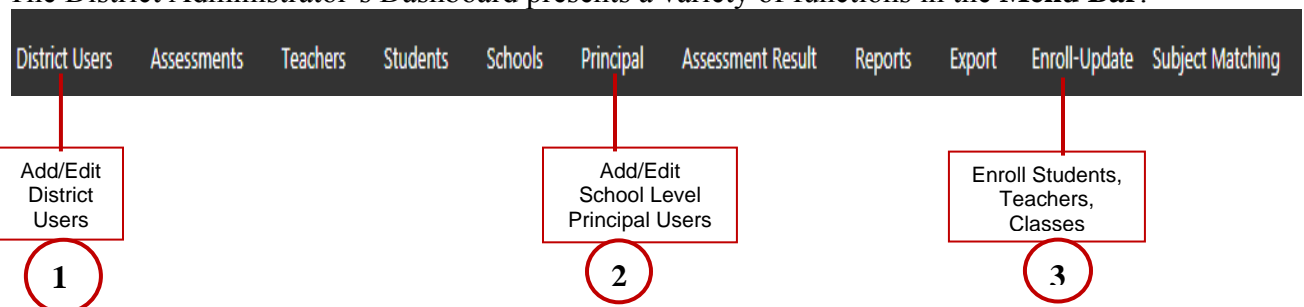 The District Administrator's Dashboard presents a variety of functions in the Menu Bar.
District Users Assessments Teachers Students Schools Principal Assessment Result Reports Export Enroll-Update Subject Matching
Add/Edit
District
Users
Add/Edit
School Level
Principal Users
Enroll Students,
Teachers,
Classes
1
2
3